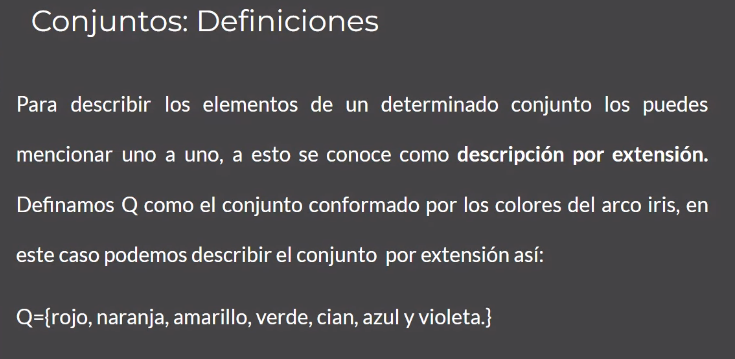 Conjuntos: Definiciones
Para describir los elementos de un determinado conjunto los puedes
mencionar uno a uno, a esto se conoce como descripción por extensión.
Definamos Q como el conjunto conformado por los colores del arco iris, en
este caso podemos describir el conjunto por extensión así:
Q={rojo, naranja, amarillo, verde, cian, azul y violeta.}